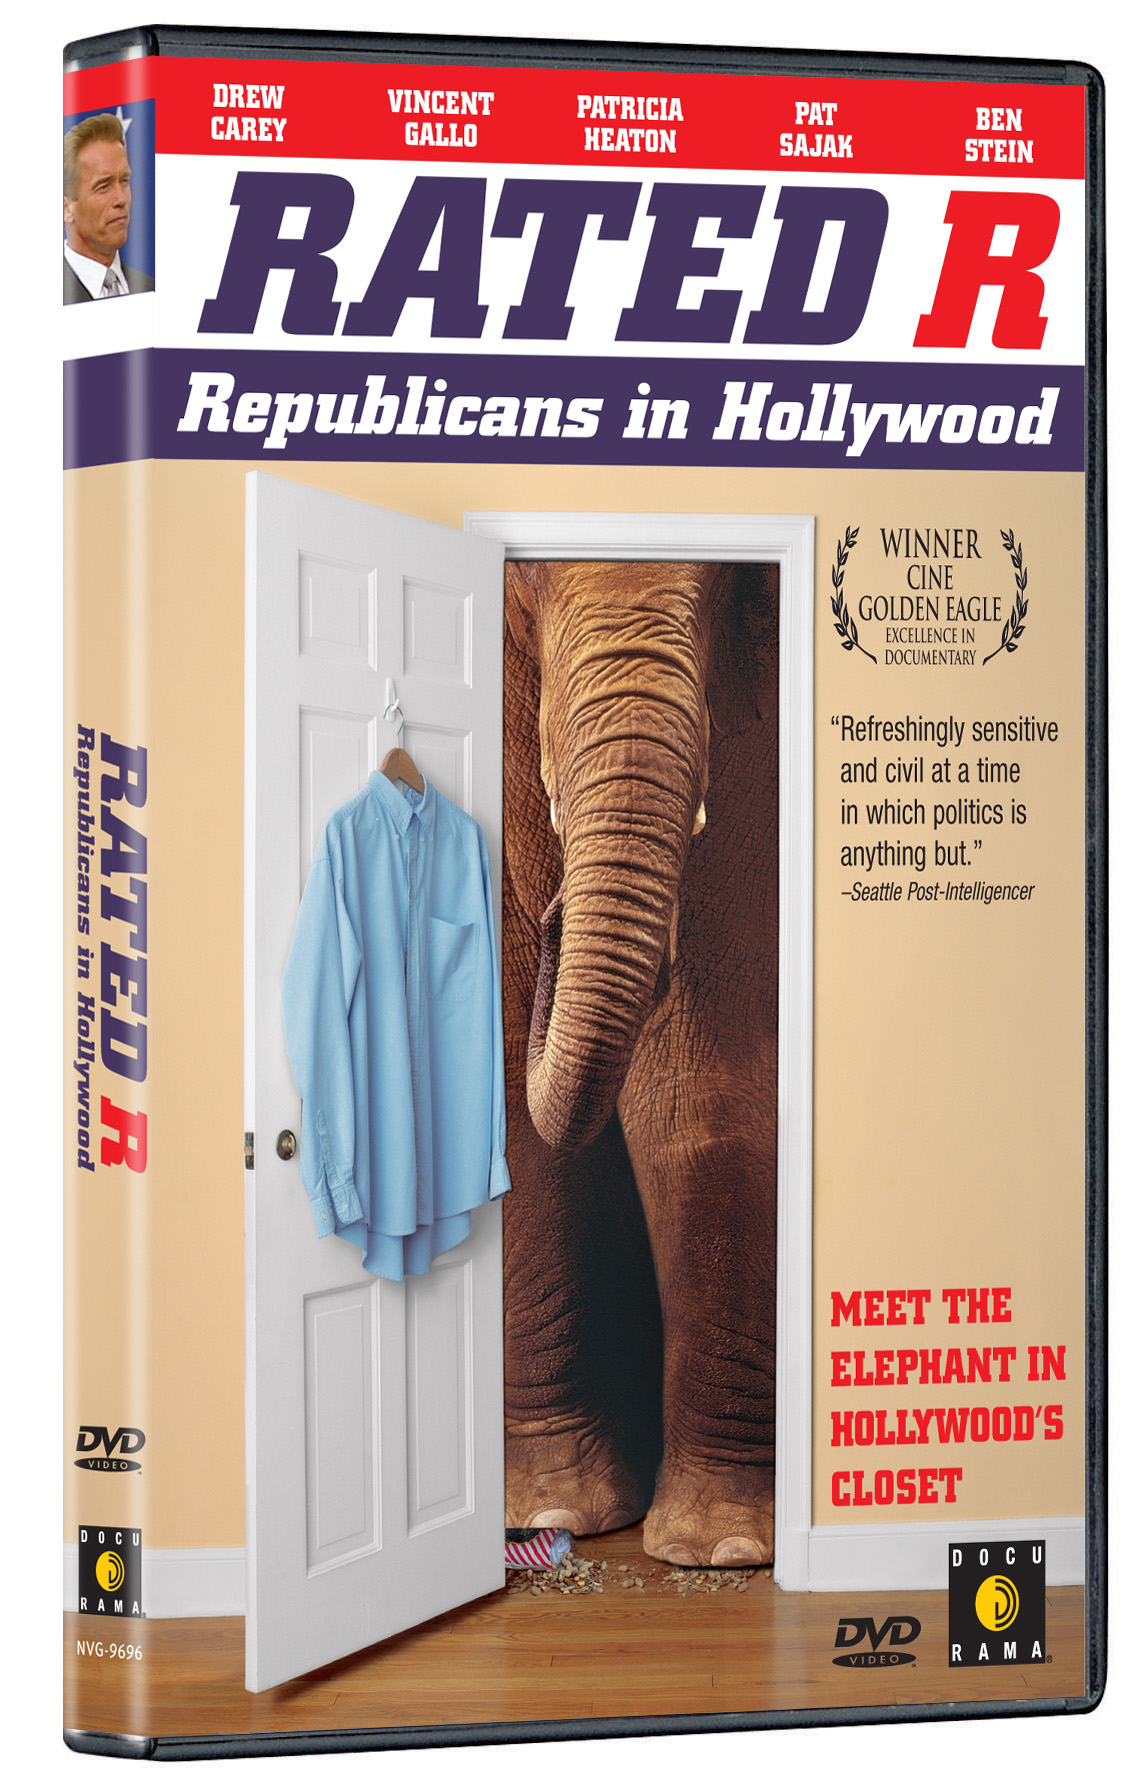 DREW
CAREY
VINCENT
GALLO
PATRICIA
HEATON
PAT
SAJAK
BEN
STEIN
RATED R
Republicans in Hollywood
WINNER
CINE
GOLDEN EAGLE
EXCELLENCE IN
DOCUMENTARY
“Refreshingly sensitive
and civil at a time
in which politics is
anything but.”
–Seattle Post-Intelligencer
MEET THE
ELEPHANT IN
HOLLYWOOD'S
CLOSET
DVD
VIDEO
DOCU
RAMA®
RATED R
Republicans in Hollywood
DVD
VIDEO
DOCU
RAMA
NVG-9696